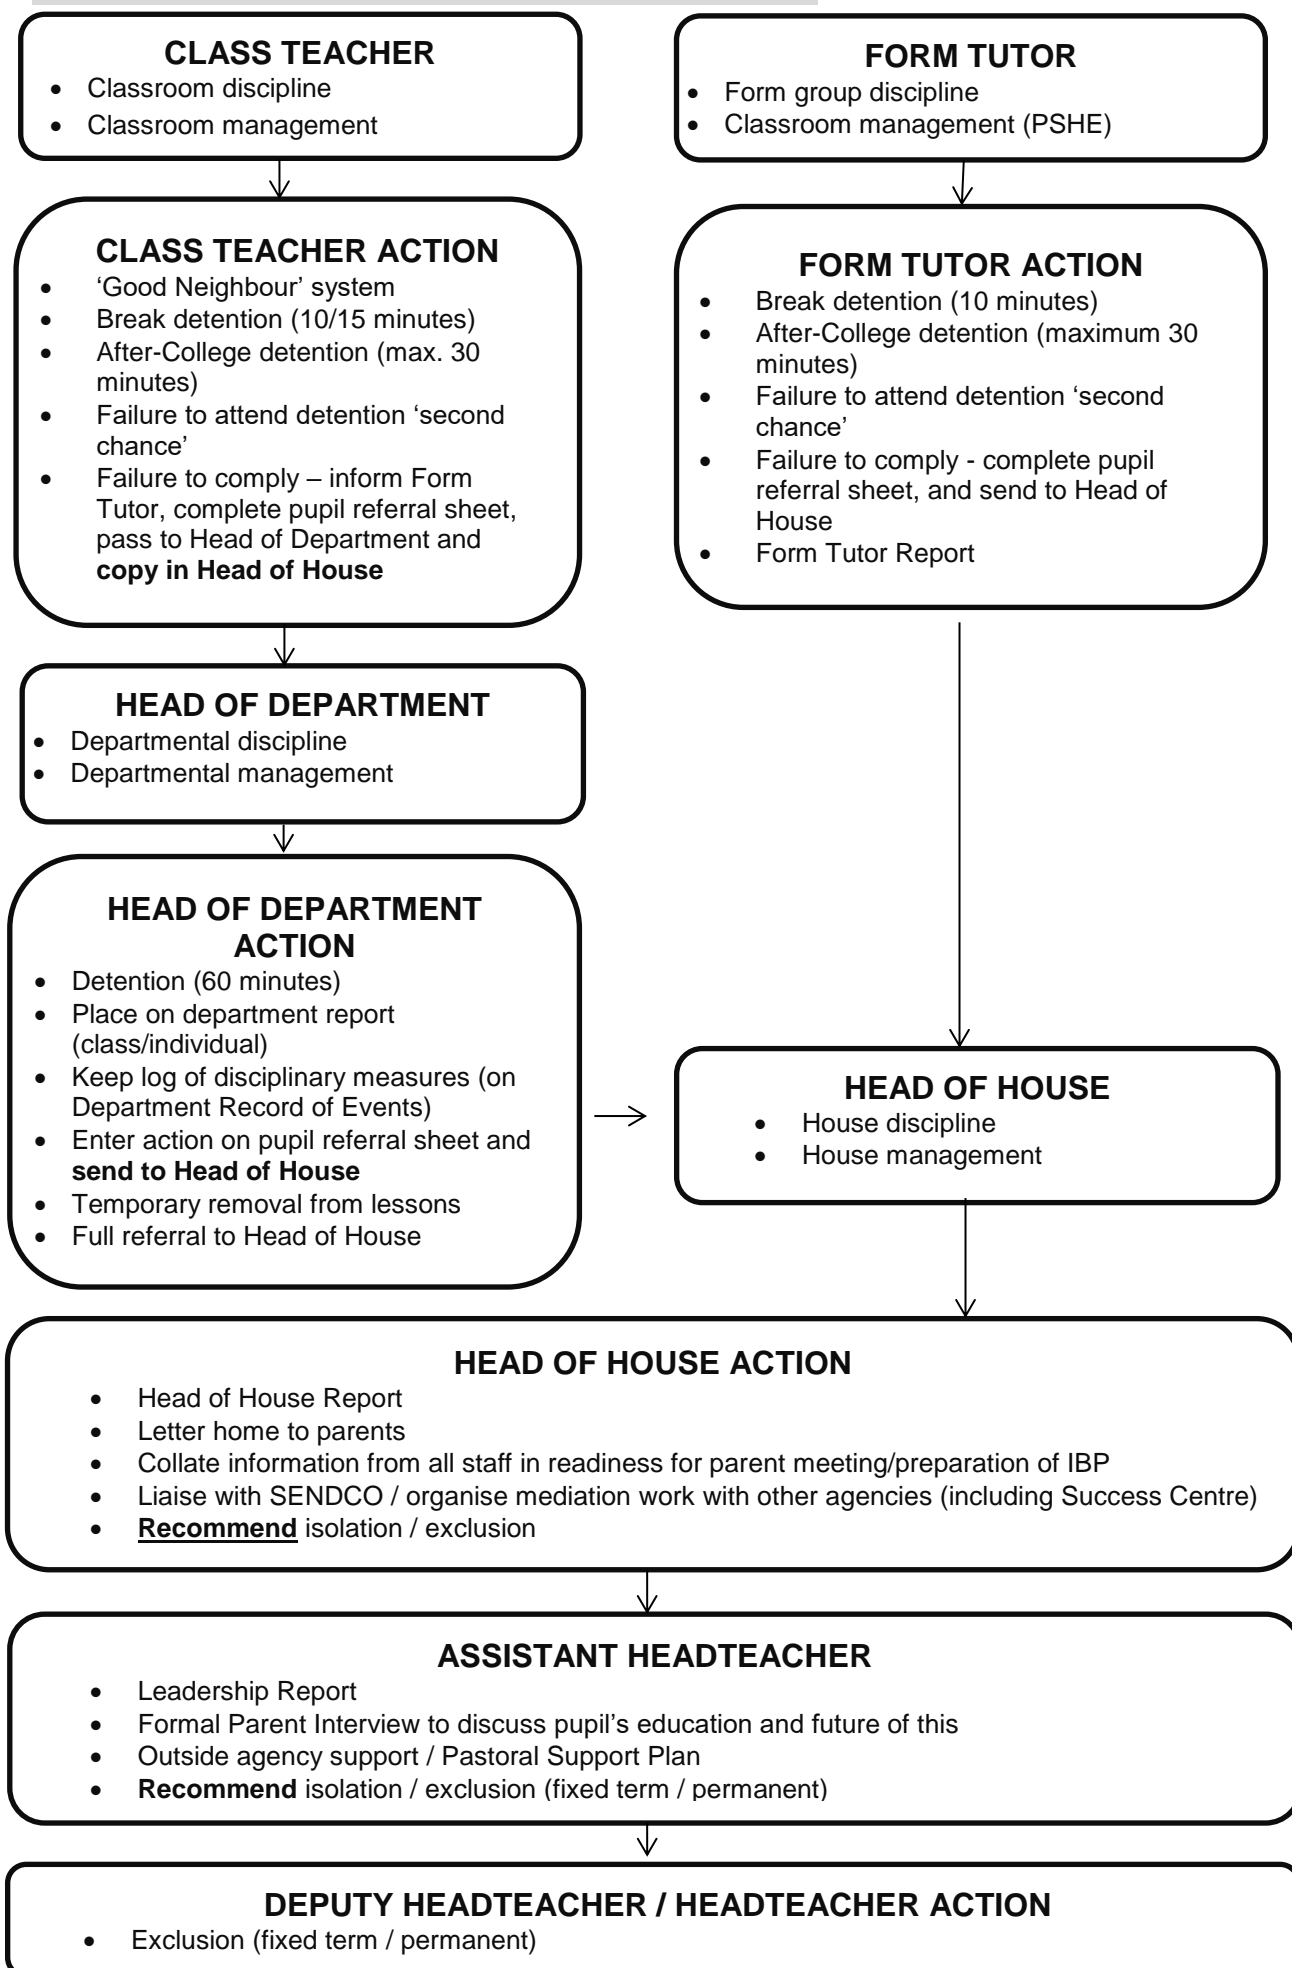 CLASS TEACHER
• Classroom discipline
• Classroom management
FORM TUTOR
• Form group discipline
• Classroom management (PSHE)
CLASS TEACHER ACTION
• ‘Good Neighbour’ system
• Break detention (10/15 minutes)
• After-College detention (max. 30
minutes)
• Failure to attend detention ‘second
chance’
• Failure to comply – inform Form
Tutor, complete pupil referral sheet,
pass to Head of Department and
copy in Head of House
FORM TUTOR ACTION
• Break detention (10 minutes)
• After-College detention (maximum 30
minutes)
• Failure to attend detention ‘second
chance’
• Failure to comply - complete pupil
referral sheet, and send to Head of
House
• Form Tutor Report
HEAD OF DEPARTMENT
• Departmental discipline
• Departmental management
HEAD OF DEPARTMENT
ACTION
• Detention (60 minutes)
• Place on department report
(class/individual)
• Keep log of disciplinary measures (on
Department Record of Events)
• Enter action on pupil referral sheet and
send to Head of House
• Temporary removal from lessons
• Full referral to Head of House
HEAD OF HOUSE
• House discipline
• House management
HEAD OF HOUSE ACTION
• Head of House Report
• Letter home to parents
• Collate information from all staff in readiness for parent meeting/preparation of IBP
• Liaise with SENDCO / organise mediation work with other agencies (including Success Centre)
• Recommend isolation / exclusion
ASSISTANT HEADTEACHER
• Leadership Report
• Formal Parent Interview to discuss pupil’s education and future of this
• Outside agency support / Pastoral Support Plan
• Recommend isolation / exclusion (fixed term / permanent)
DEPUTY HEADTEACHER / HEADTEACHER ACTION
• Exclusion (fixed term / permanent)